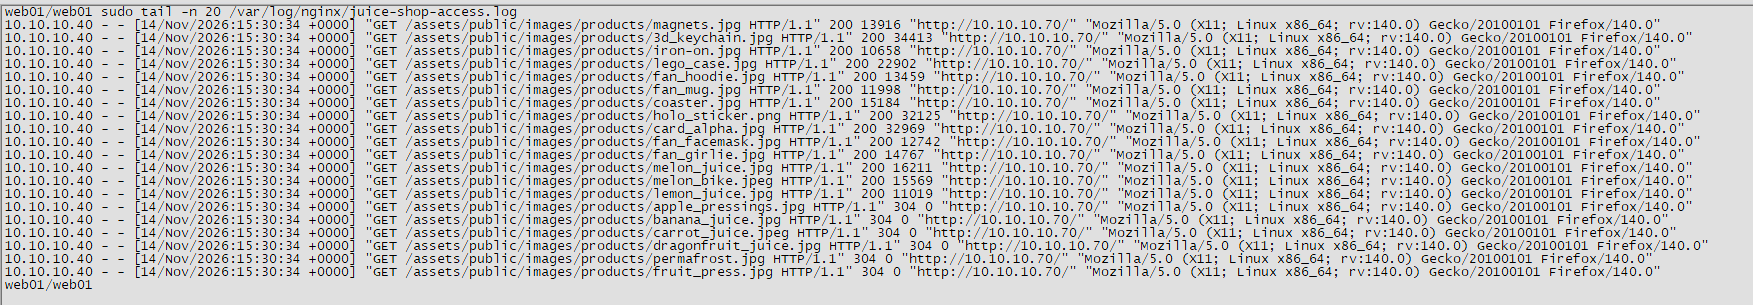 web01/web01 sudo tail -n 20 /var/log/nginx/juice-shop-access.log
10.10.10.40 - - [14/Nov/2026:15:30:34 +0000] "GET /assets/public/images/products/magnets.jpg HTTP/1.1" 200 13916 "http://10.10.10.70/" "Mozilla/5.0 (X11; Linux x86_64; rv:140.0) Gecko/20100101 Firefox/140.0"
10.10.10.40 - - [14/Nov/2026:15:30:34 +0000] "GET /assets/public/images/products/3d_keychain.jpg HTTP/1.1" 200 34413 "http://10.10.10.70/" "Mozilla/5.0 (X11; Linux x86_64; rv:140.0) Gecko/20100101 Firefox/140.0"
10.10.10.40 - - [14/Nov/2026:15:30:34 +0000] "GET /assets/public/images/products/iron-on.jpg HTTP/1.1" 200 10658 "http://10.10.10.70/" "Mozilla/5.0 (X11; Linux x86_64; rv:140.0) Gecko/20100101 Firefox/140.0"
10.10.10.40 - - [14/Nov/2026:15:30:34 +0000] "GET /assets/public/images/products/lego_case.jpg HTTP/1.1" 200 22902 "http://10.10.10.70/" "Mozilla/5.0 (X11; Linux x86_64; rv:140.0) Gecko/20100101 Firefox/140.0"
10.10.10.40 - - [14/Nov/2026:15:30:34 +0000] "GET /assets/public/images/products/fan_hoodie.jpg HTTP/1.1" 200 13459 "http://10.10.10.70/" "Mozilla/5.0 (X11; Linux x86_64; rv:140.0) Gecko/20100101 Firefox/140.0"
10.10.10.40 - - [14/Nov/2026:15:30:34 +0000] "GET /assets/public/images/products/fan_mug.jpg HTTP/1.1" 200 11998 "http://10.10.10.70/" "Mozilla/5.0 (X11; Linux x86_64; rv:140.0) Gecko/20100101 Firefox/140.0"
10.10.10.40 - - [14/Nov/2026:15:30:34 +0000] "GET /assets/public/images/products/coaster.jpg HTTP/1.1" 200 15184 "http://10.10.10.70/" "Mozilla/5.0 (X11; Linux x86_64; rv:140.0) Gecko/20100101 Firefox/140.0"
10.10.10.40 - - [14/Nov/2026:15:30:34 +0000] "GET /assets/public/images/products/holo_sticker.png HTTP/1.1" 200 32125 "http://10.10.10.70/" "Mozilla/5.0 (X11; Linux x86_64; rv:140.0) Gecko/20100101 Firefox/140.0"
10.10.10.40 - - [14/Nov/2026:15:30:34 +0000] "GET /assets/public/images/products/card_alpha.jpg HTTP/1.1" 200 32969 "http://10.10.10.70/" "Mozilla/5.0 (X11; Linux x86_64; rv:140.0) Gecko/20100101 Firefox/140.0"
10.10.10.40 - - [14/Nov/2026:15:30:34 +0000] "GET /assets/public/images/products/fan_facemask.jpg HTTP/1.1" 200 12742 "http://10.10.10.70/" "Mozilla/5.0 (X11; Linux x86_64; rv:140.0) Gecko/20100101 Firefox/140.0"
10.10.10.40 - - [14/Nov/2026:15:30:34 +0000] "GET /assets/public/images/products/fan_girlie.jpg HTTP/1.1" 200 14767 "http://10.10.10.70/" "Mozilla/5.0 (X11; Linux x86_64; rv:140.0) Gecko/20100101 Firefox/140.0"
10.10.10.40 - - [14/Nov/2026:15:30:34 +0000] "GET /assets/public/images/products/melon_juice.jpg HTTP/1.1" 200 16211 "http://10.10.10.70/" "Mozilla/5.0 (X11; Linux x86_64; rv:140.0) Gecko/20100101 Firefox/140.0"
10.10.10.40 - - [14/Nov/2026:15:30:34 +0000] "GET /assets/public/images/products/melon_bike.jpeg HTTP/1.1" 200 15569 "http://10.10.10.70/" "Mozilla/5.0 (X11; Linux x86_64; rv:140.0) Gecko/20100101 Firefox/140.0"
10.10.10.40 - - [14/Nov/2026:15:30:34 +0000] "GET /assets/public/images/products/lemon_juice.jpg HTTP/1.1" 200 11019 "http://10.10.10.70/" "Mozilla/5.0 (X11; Linux x86_64; rv:140.0) Gecko/20100101 Firefox/140.0"
10.10.10.40 - - [14/Nov/2026:15:30:34 +0000] "GET /assets/public/images/products/apple_pressings.jpg HTTP/1.1" 304 0 "http://10.10.10.70/" "Mozilla/5.0 (X11; Linux x86_64; rv:140.0) Gecko/20100101 Firefox/140.0"
10.10.10.40 - - [14/Nov/2026:15:30:34 +0000] "GET /assets/public/images/products/banana_juice.jpg HTTP/1.1" 304 0 "http://10.10.10.70/" "Mozilla/5.0 (X11; Linux x86_64; rv:140.0) Gecko/20100101 Firefox/140.0"
10.10.10.40 - - [14/Nov/2026:15:30:34 +0000] "GET /assets/public/images/products/carrot_juice.jpeg HTTP/1.1" 304 0 "http://10.10.10.70/" "Mozilla/5.0 (X11; Linux x86_64; rv:140.0) Gecko/20100101 Firefox/140.0"
10.10.10.40 - - [14/Nov/2026:15:30:34 +0000] "GET /assets/public/images/products/dragonfruit_juice.jpg HTTP/1.1" 304 0 "http://10.10.10.70/" "Mozilla/5.0 (X11; Linux x86_64; rv:140.0) Gecko/20100101 Firefox/140.0"
10.10.10.40 - - [14/Nov/2026:15:30:34 +0000] "GET /assets/public/images/products/permafrost.jpg HTTP/1.1" 304 0 "http://10.10.10.70/" "Mozilla/5.0 (X11; Linux x86_64; rv:140.0) Gecko/20100101 Firefox/140.0"
10.10.10.40 - - [14/Nov/2026:15:30:34 +0000] "GET /assets/public/images/products/fruit_press.jpg HTTP/1.1" 304 0 "http://10.10.10.70/" "Mozilla/5.0 (X11; Linux x86_64; rv:140.0) Gecko/20100101 Firefox/140.0"
web01/web01